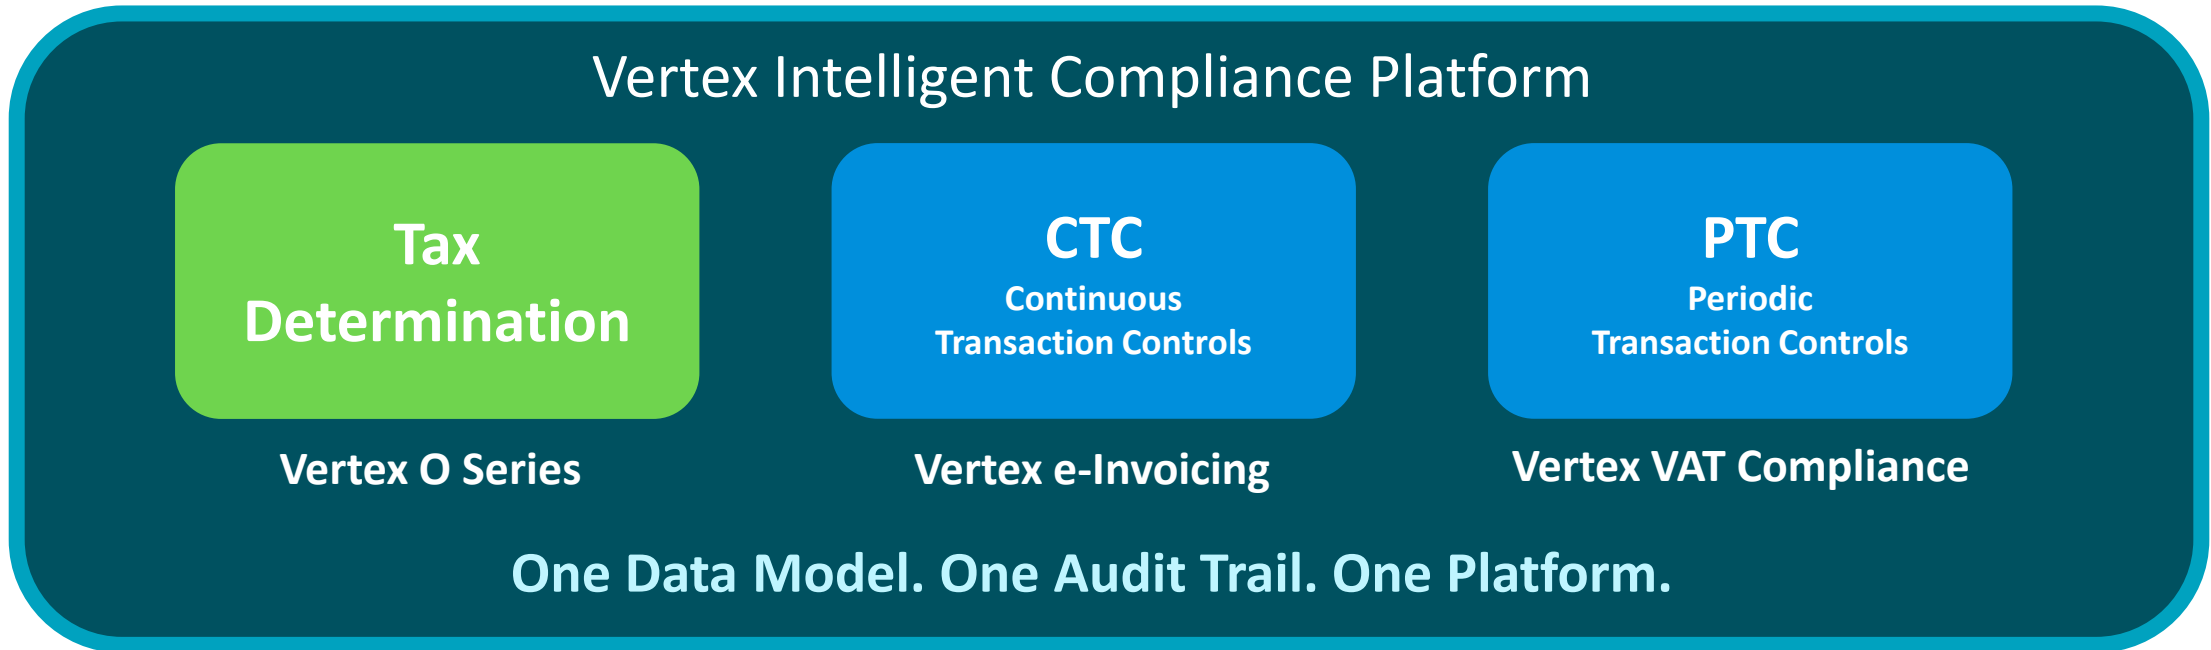 Vertex Intelligent Compliance Platform
Tax
Determination
Vertex O Series
CTC
Continuous
Transaction Controls
Vertex e-Invoicing
PTC
Periodic
Transaction Controls
Vertex VAT Compliance
One Data Model. One Audit Trail. One Platform.